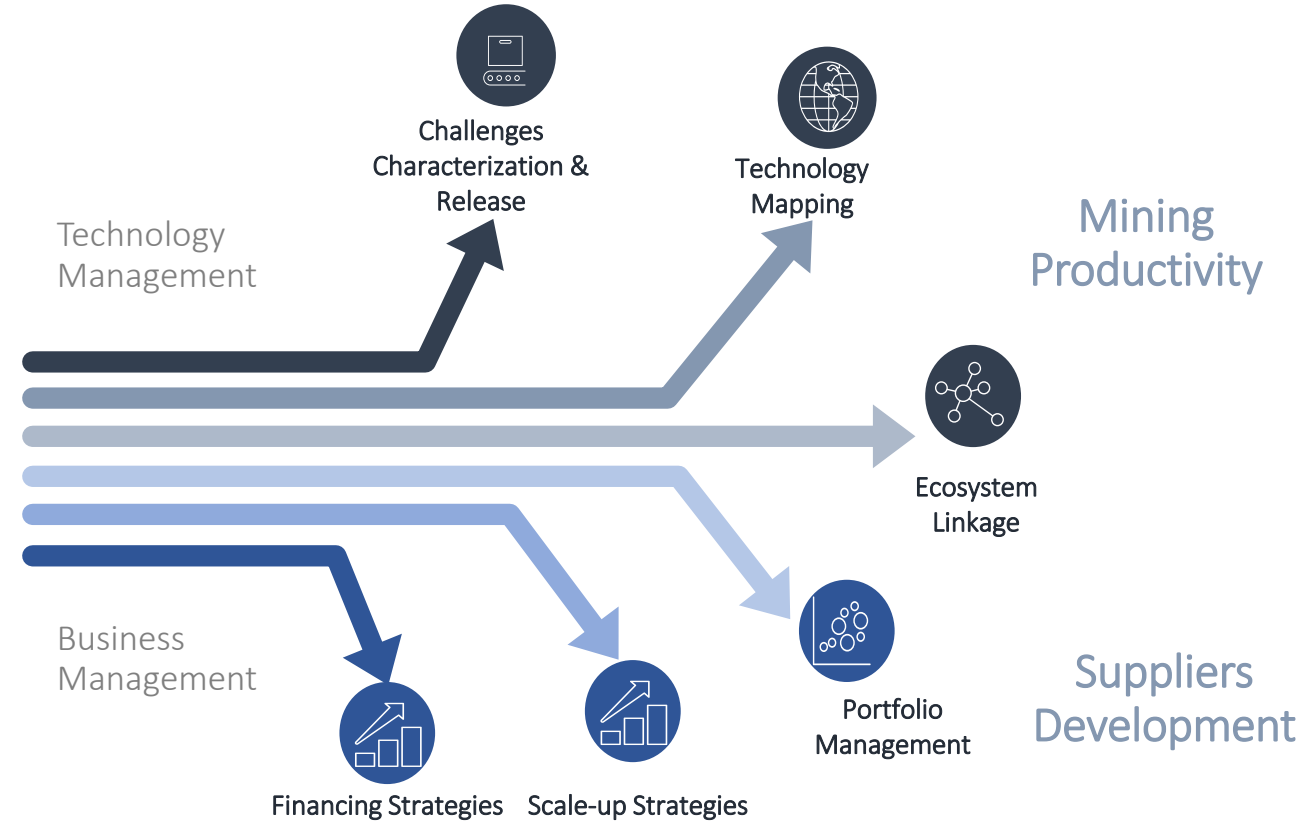 Challenges
Characterization &
Release
Technology
Mapping
Technology
Management
Mining
Productivity
Ecosystem
Linkage
Business
Management
Suppliers
Development
Portfolio
Management
Financing Strategies
Scale-up Strategies